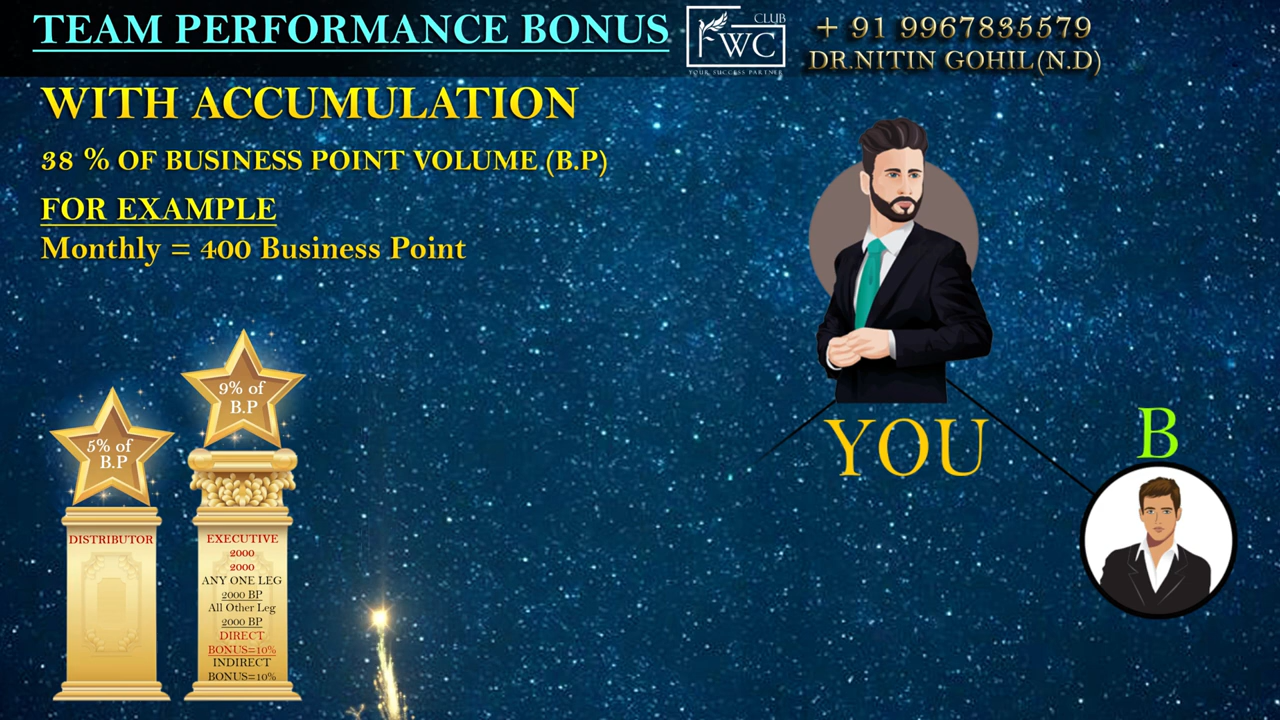 TEAM PERFORMANCE BONUS
CLUB
FWC
YOUR SUCCESS PARTNER
+ 91 9967835579
DR.NITIN GOHIL(N.D)
WITH ACCUMULATION
38 % OF BUSINESS POINT VOLUME (B.P)
FOR EXAMPLE
Monthly = 400 Business Point
5% of
B.P
DISTRIBUTOR
9% of
B.P
EXECUTIVE
2000
2000
ANY ONE LEG
2000 BP
All Other Leg
2000 BP
DIRECT
BONUS=10%
INDIRECT
BONUS=10%
YOU
B